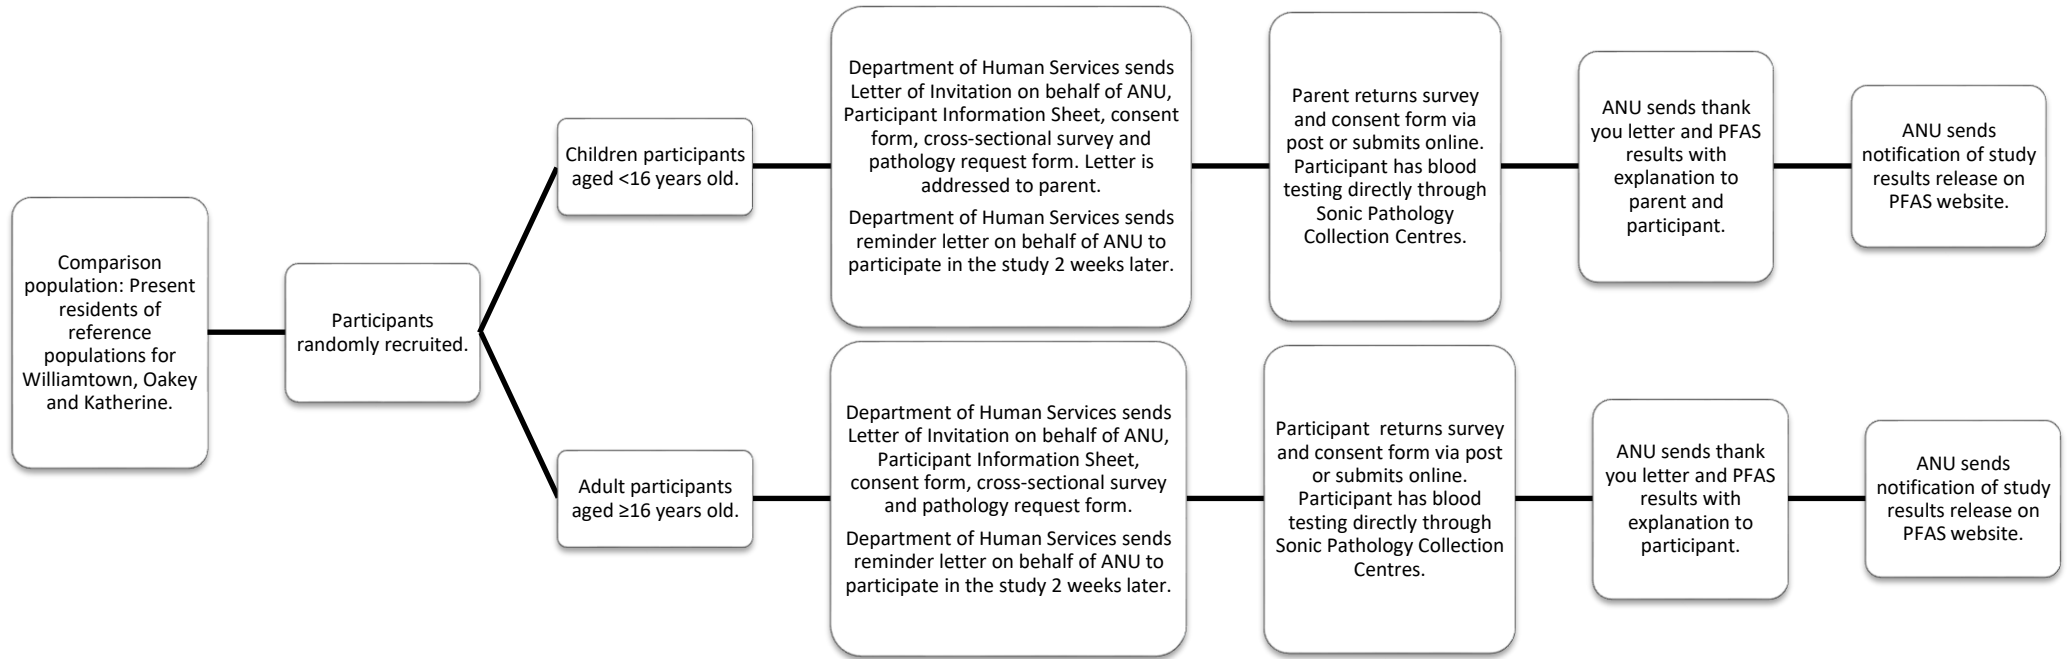 Comparison
population: Present
residents of
reference
populations for
Williamtown, Oakey
and Katherine.
Participants
randomly recruited.
Children participants
aged <16 years old.
Department of Human Services sends
Letter of Invitation on behalf of ANU,
Participant Information Sheet, consent
form, cross-sectional survey and
pathology request form. Letter is
addressed to parent.
Department of Human Services sends
reminder letter on behalf of ANU to
participate in the study 2 weeks later.
Parent returns survey
and consent form via
post or submits online.
Participant has blood
testing directly through
Sonic Pathology
Collection Centres.
ANU sends thank
you letter and PFAS
results with
explanation to
parent and
participant.
ANU sends
notification of study
results release on
PFAS website.
Adult participants
aged ≥16 years old.
Department of Human Services sends
Letter of Invitation on behalf of ANU,
Participant Information Sheet,
consent form, cross-sectional survey
and pathology request form.
Department of Human Services sends
reminder letter on behalf of ANU to
participate in the study 2 weeks later.
Participant  returns survey
and consent form via post
or submits online.
Participant has blood
testing directly through
Sonic Pathology Collection
Centres.
ANU sends thank
you letter and PFAS
results with
explanation to
participant.
ANU sends
notification of study
results release on
PFAS website.